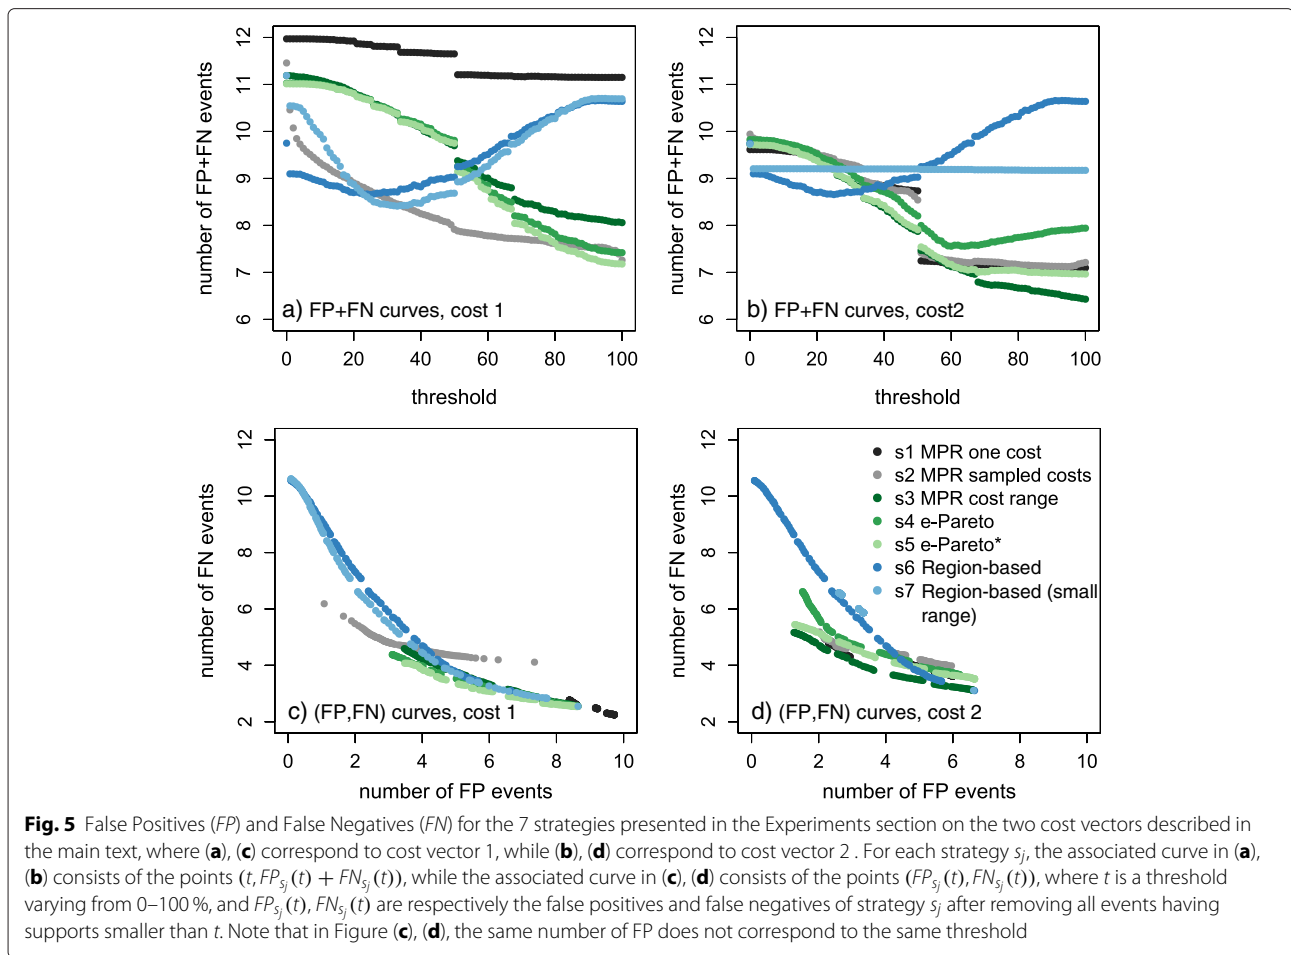 12
11
10
9
8
7
6
number of FP+FN events
a) FP+FN curves, cost 1
0 20 40 60 80 100
threshold
12
11
10
9
8
7
6
number of FP+FN events
b) FP+FN curves, cost2
0 20 40 60 80 100
threshold
12
10
8
6
4
2
number of FN events
c) (FP,FN) curves, cost 1
0 2 4 6 8 10
number of FP events
12
10
8
6
4
2
number of FN events
s1 MPR one cost
s2 MPR sampled costs
s3 MPR cost range
s4 e-Pareto
s5 e-Pareto*
s6 Region-based
s7 Region-based (small
range)
d) (FP,FN) curves, cost 2
0 2 4 6 8 10
number of FP events
Fig. 5 False Positives (FP) and False Negatives (FN) for the 7 strategies presented in the Experiments section on the two cost vectors described in
the main text, where (a), (c) correspond to cost vector 1, while (b), (d) correspond to cost vector 2 . For each strategy sj, the associated curve in (a),
(b) consists of the points (t, FPsj(t) + FNsj(t)), while the associated curve in (c), (d) consists of the points (FPsj(t), FNsj(t)), where t is a threshold
varying from 0–100 %, and FPsj(t), FNsj(t) are respectively the false positives and false negatives of strategy sj after removing all events having
supports smaller than t. Note that in Figure (c), (d), the same number of FP does not correspond to the same threshold